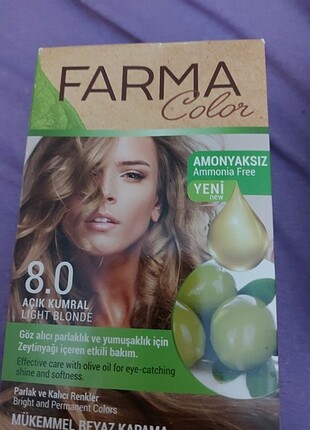 FARMA
Color
AMONYAKSIZ
Ammonia Free
YENİ
new
8.0
AÇIK KUMRAL
LIGHT BLONDE
Göz alıcı parlaklık ve yumuşaklık için
Zeytinyağı içeren etkili bakım.
Effective care with olive oil for eye-catching
shine and softness.
Parlak ve Kalıcı Renkler
Bright and Permanent Colors
MÜKEMMEL BEYAZ KAPAMA